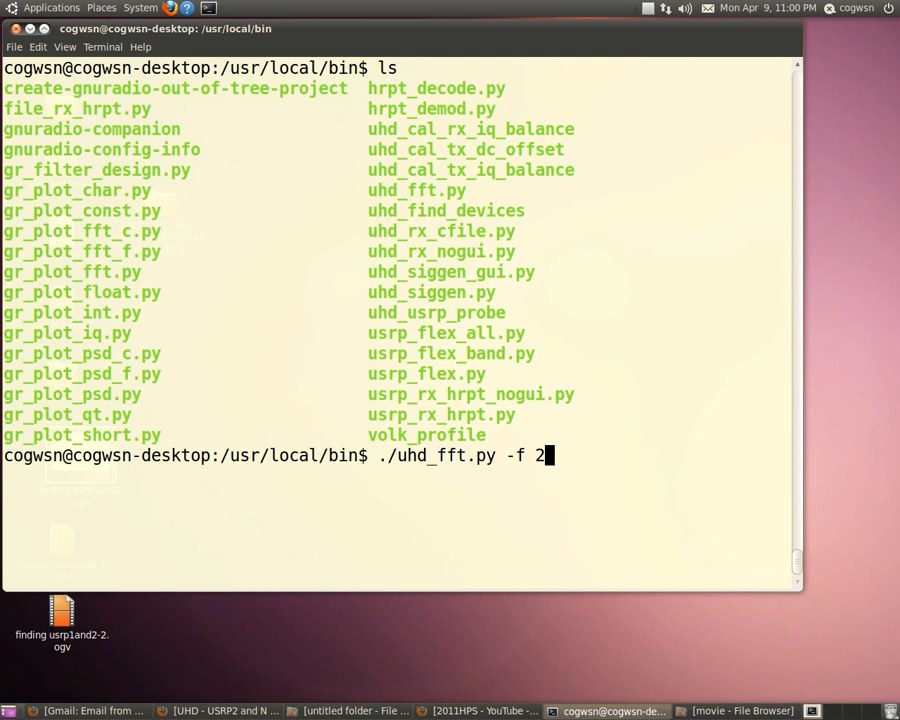 Applications Places System Mon Apr 9, 11:00 PM cogwsn
cogwsn@cogwsn-desktop: /usr/local/bin
File Edit View Terminal Help
cogwsn@cogwsn-desktop:/usr/local/bin$ ls
create-gnuradio-out-of-tree-project hrpt_decode.py
file_rx_hrpt.py hrpt_demod.py
gnuradio-companion uhd_cal_rx_iq_balance
gnuradio-config-info uhd_cal_tx_dc_offset
gr_filter_design.py uhd_cal_tx_iq_balance
gr_plot_char.py uhd_fft.py
gr_plot_const.py uhd_find_devices
gr_plot_fft_c.py uhd_rx_cfile.py
gr_plot_fft_f.py uhd_rx_nogui.py
gr_plot_fft.py uhd_siggen_gui.py
gr_plot_float.py uhd_siggen.py
gr_plot_int.py uhd_usrp_probe
gr_plot_iq.py usrp_flex_all.py
gr_plot_psd_c.py usrp_flex_band.py
gr_plot_psd_f.py usrp_flex.py
gr_plot_psd.py usrp_rx_hrpt_nogui.py
gr_plot_qt.py usrp_rx_hrpt.py
gr_plot_short.py volk_profile
cogwsn@cogwsn-desktop:/usr/local/bin$ ./uhd_fft.py -f 2
finding usrp1and2-2.
ogv
[Gmail: Email from ... [UHD - USRP2 and N ... [untitled folder - File ... [2011HPS - YouTube -... cogwsn@cogwsn-de... [movie - File Browser]